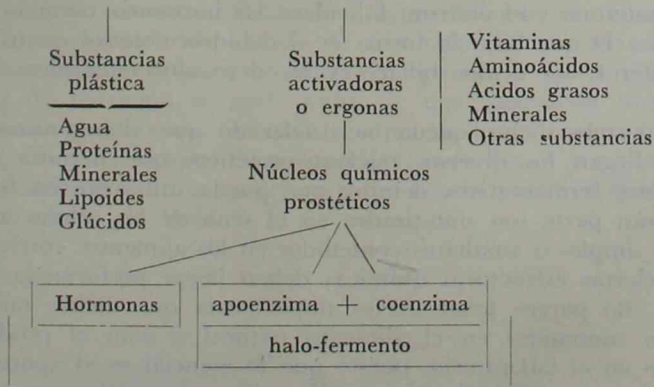 Substancias
plástica
Agua
Proteínas
Minerales
Lipoides
Glúcidos
Substancias
activadoras
o ergonas
Vitaminas
Aminoácidos
Acidos grasos
Minerales
Otras substancias
Núcleos químicos
prostéticos
Hormonas
apoenzima + coenzima
halo-fermento